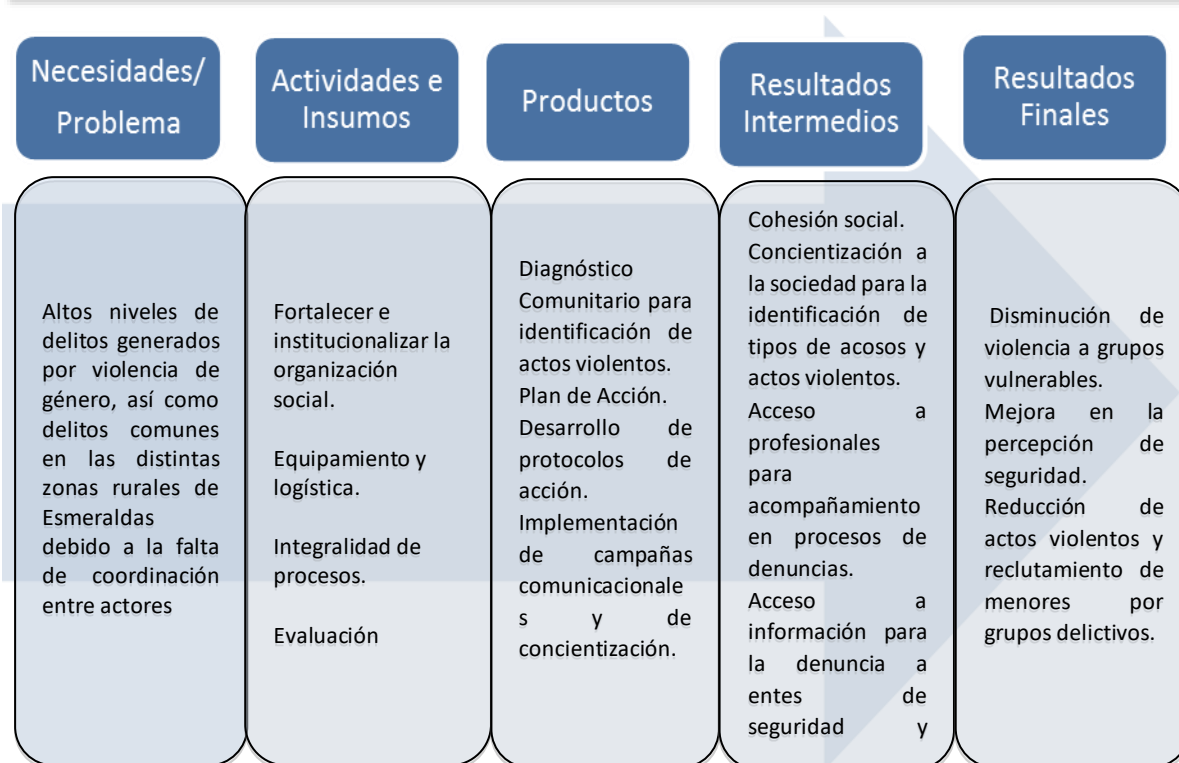 Necesidades/
Problema
Actividades e
Insumos
Productos
Resultados
Intermedios
Resultados
Finales
Altos niveles de
delitos generados
por violencia de
género, así como
delitos comunes
en las distintas
zonas rurales de
Esmeraldas
debido a la falta
de coordinación
entre actores
Fortalecer e
institucionalizar la
organización
social.
Equipamiento y
logística.
Integralidad de
procesos.
Evaluación
Diagnóstico
Comunitario para
identificación de
actos violentos.
Plan de Acción.
Desarrollo de
protocolos de
acción.
Implementación
de campañas
comunicacionale
s y de
concientización.
Cohesión social.
Concientización a
la sociedad para la
identificación de
tipos de acosos y
actos violentos.
Acceso a
profesionales
para
acompañamiento
en procesos de
denuncias.
Acceso a
información para
la denuncia a
entes de
seguridad y
Disminución de
violencia a grupos
vulnerables.
Mejora en la
percepción de
seguridad.
Reducción de
actos violentos y
reclutamiento de
menores por
grupos delictivos.